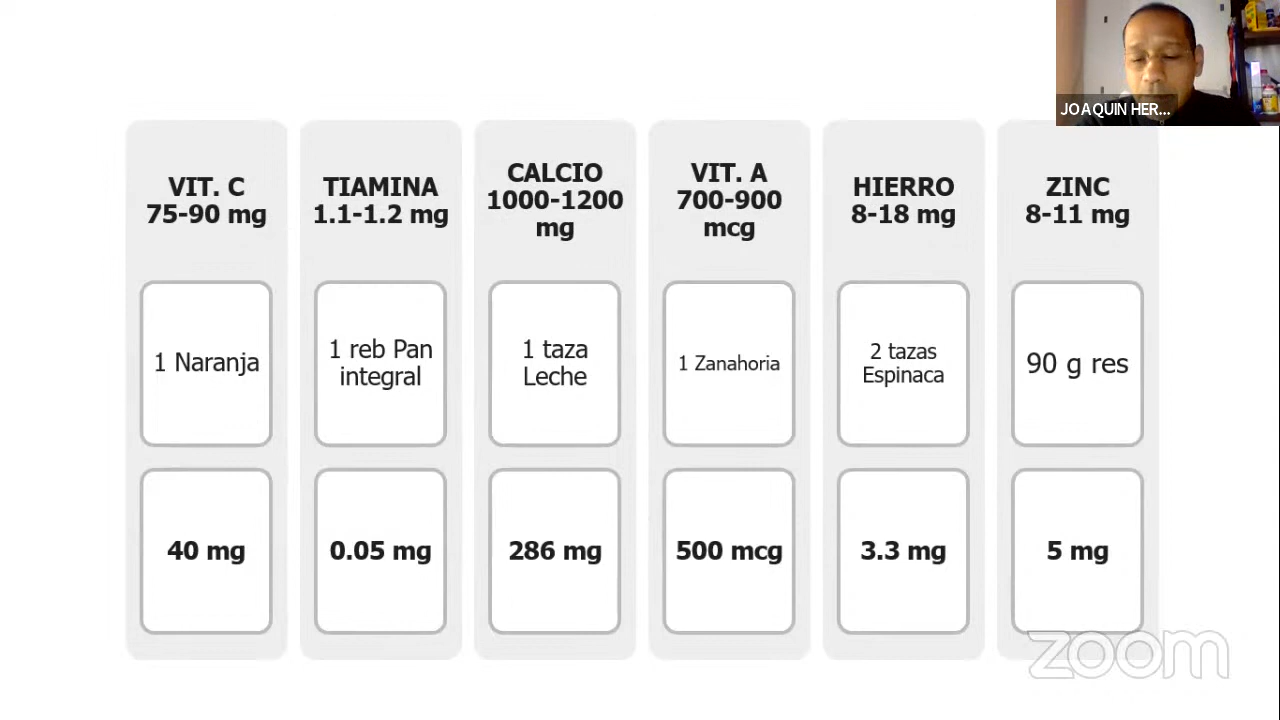 JOAQUIN HER...
VIT. C
75-90 mg
TIAMINA
1.1-1.2 mg
CALCIO
1000-1200
mg
VIT. A
700-900
mcg
HIERRO
8-18 mg
ZINC
8-11 mg
1 Naranja
1 reb Pan
integral
1 taza
Leche
1 Zanahoria
2 tazas
Espinaca
90 g res
40 mg
0.05 mg
286 mg
500 mcg
3.3 mg
5 mg
zoom